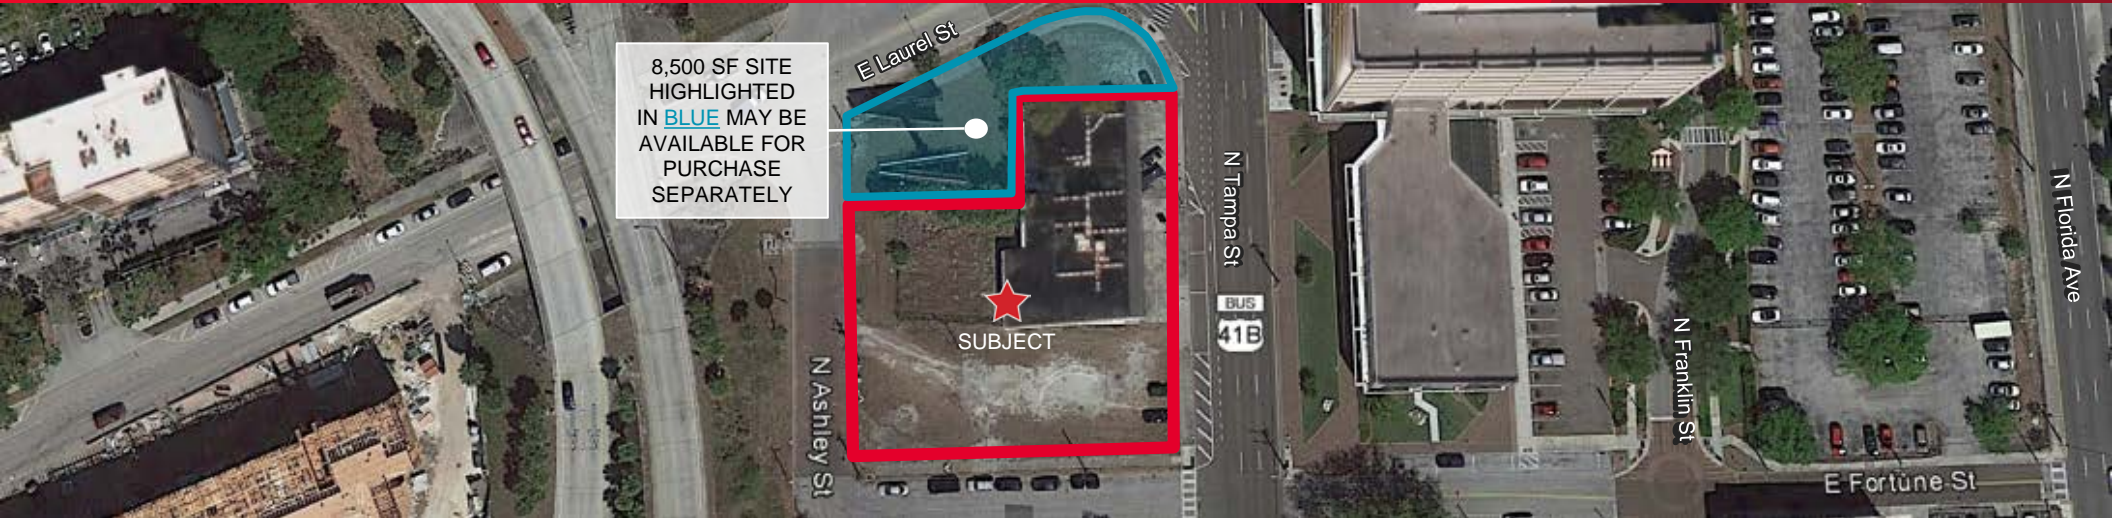 8,500 SF SITE
HIGHLIGHTED
IN BLUE MAY BE
AVAILABLE FOR
PURCHASE
SEPARATELY
E Laurel St
SUBJECT
N Ashley St
N Tampa St
BUS
41B
N Franklin St
N Florida Ave
E Fortune St